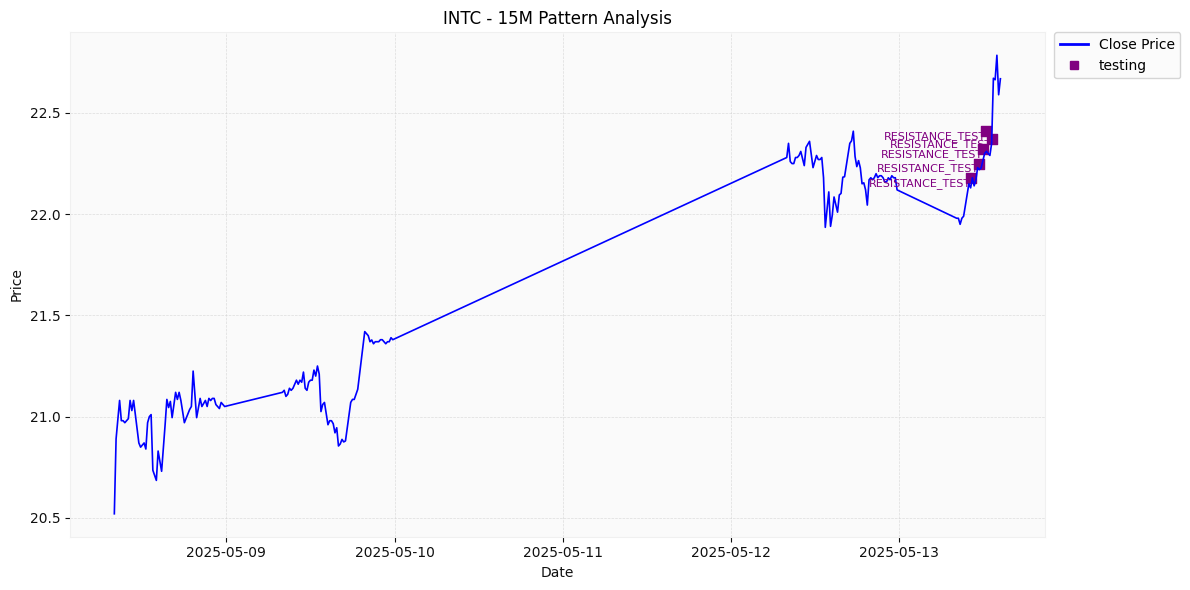 INTC - 15M Pattern Analysis
Close Price
testing
22.5
22.0
21.5
21.0
20.5
Price
RESISTANCE_TEST
RESISTANCE_TEST
RESISTANCE_TEST
RESISTANCE_TEST
RESISTANCE_TEST
2025-05-09
2025-05-10
2025-05-11
2025-05-12
2025-05-13
Date